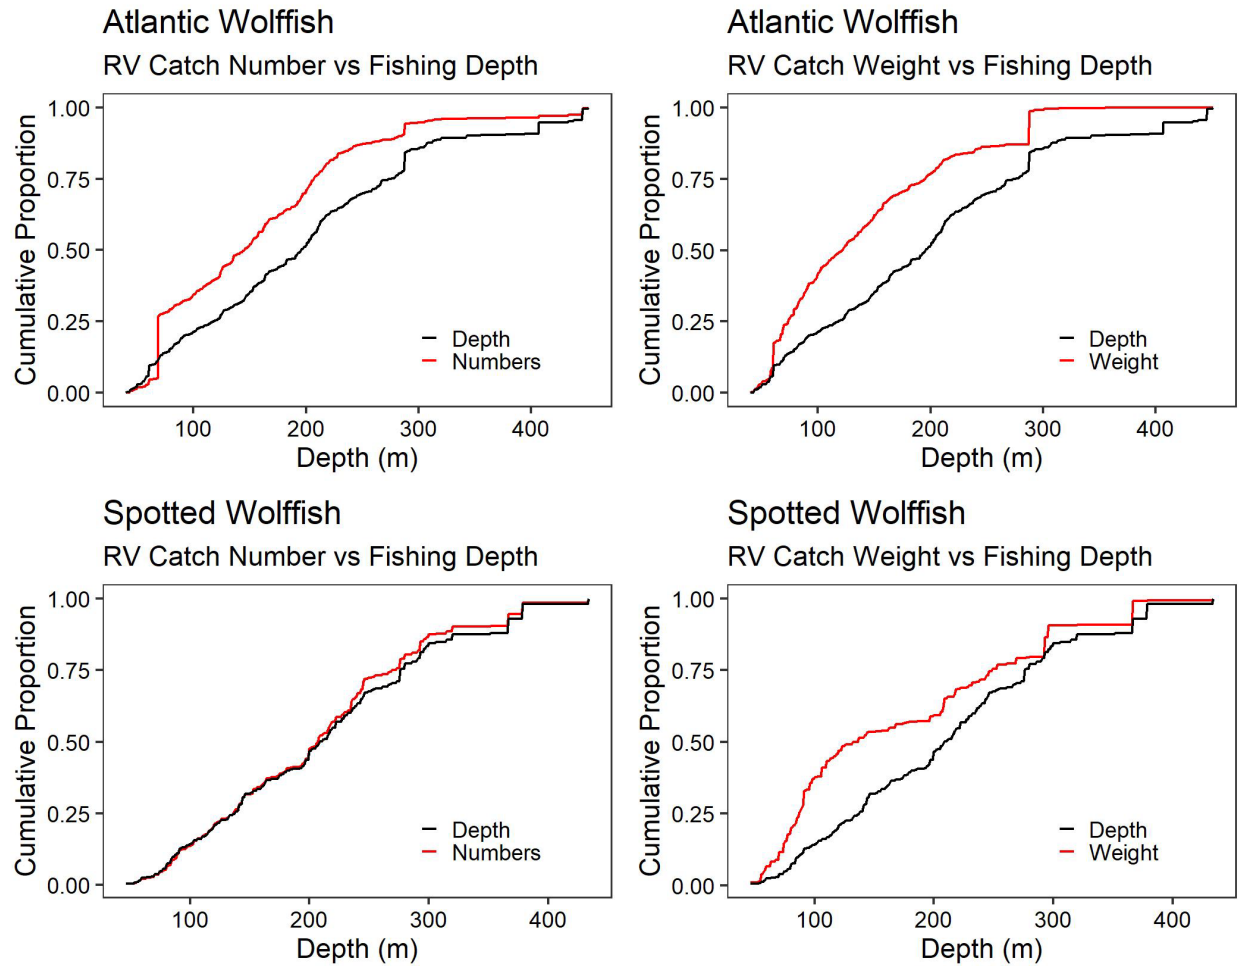 Atlantic Wolffish
RV Catch Number vs Fishing Depth
1.00
0.75
0.50
0.25
0.00
Cumulative Proportion
Depth
Numbers
100 200 300 400
Depth (m)
Atlantic Wolffish
RV Catch Weight vs Fishing Depth
1.00
0.75
0.50
0.25
0.00
Cumulative Proportion
Depth
Weight
100 200 300 400
Depth (m)
Spotted Wolffish
RV Catch Number vs Fishing Depth
1.00
0.75
0.50
0.25
0.00
Cumulative Proportion
Depth
Numbers
100 200 300 400
Depth (m)
Spotted Wolffish
RV Catch Weight vs Fishing Depth
1.00
0.75
0.50
0.25
0.00
Cumulative Proportion
Depth
Weight
100 200 300 400
Depth (m)